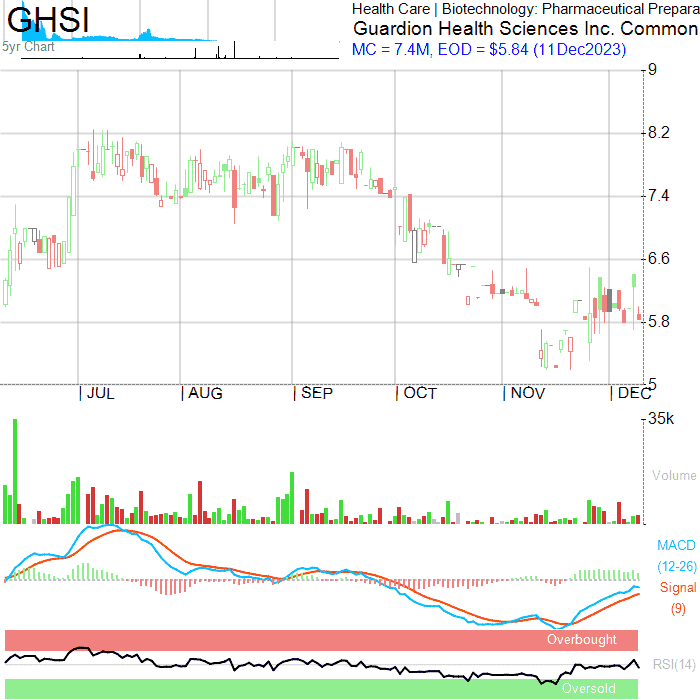 GHSI
5yr Chart
Health Care | Biotechnology: Pharmaceutical Prepara
Guardion Health Sciences Inc. Common
MC = 7.4M, EOD = $5.84 (11Dec2023)
9
8.2
7.4
6.6
5.8
5
| JUL | AUG | SEP | OCT | NOV | DEC
35k
Volume
MACD
(12-26)
Signal
(9)
Overbought
RSI(14)
Oversold